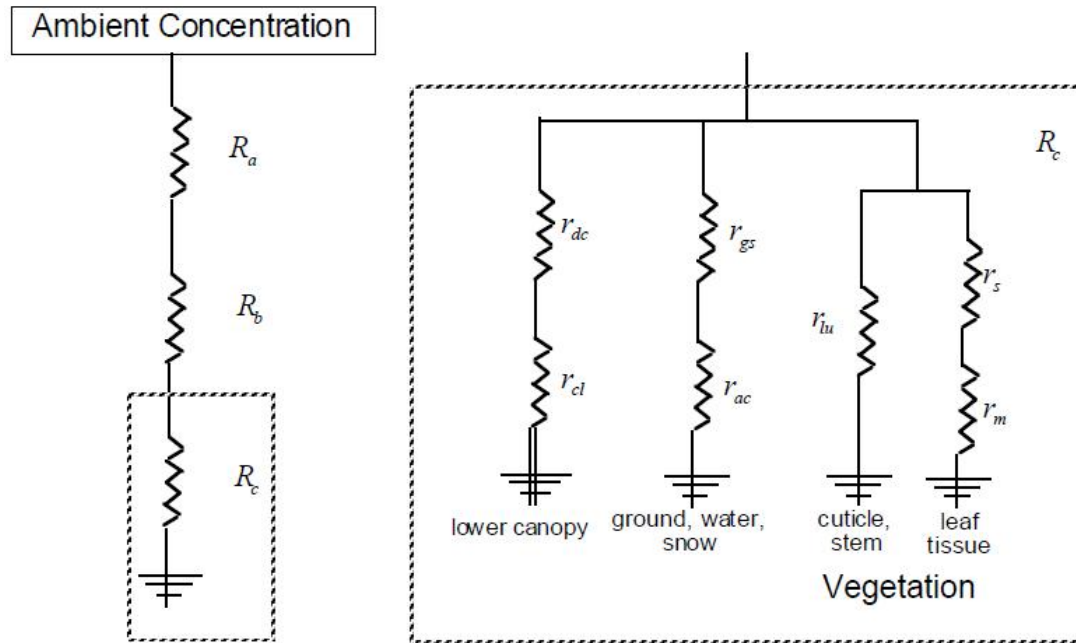 Ambient Concentration
R_a
R_b
R_c
R_c
r_dc
r_gs
r_s
r_lu
r_cl
r_ac
r_m
lower canopy
ground, water,
snow
cuticle,
stem
leaf
tissue
Vegetation